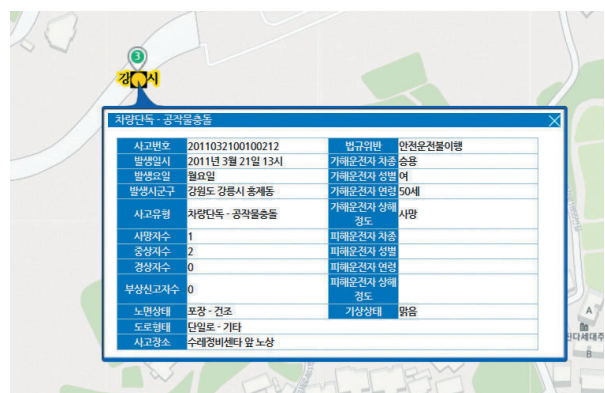 3
강 시
차량단독 - 공작물충돌
사고번호 2011032100100212 법규위반 안전운전불이행
발생일시 2011년 3월 21일 13시 가해운전자 차종 승용
발생요일 월요일 가해운전자 성별 여
발생시군구 강원도 강릉시 홍제동 가해운전자 연령 50세
사고유형 차량단독 - 공작물충돌 가해운전자 상해정도 사망
사망자수 1 피해운전자 차종
중상자수 2 피해운전자 성별
경상자수 0 피해운전자 연령
부상신고자수 0 피해운전자 상해정도
노면상태 포장 - 건조 기상상태 맑음
도로형태 단일로 - 기타
사고장소 수레정비센타 앞 노상
A
B